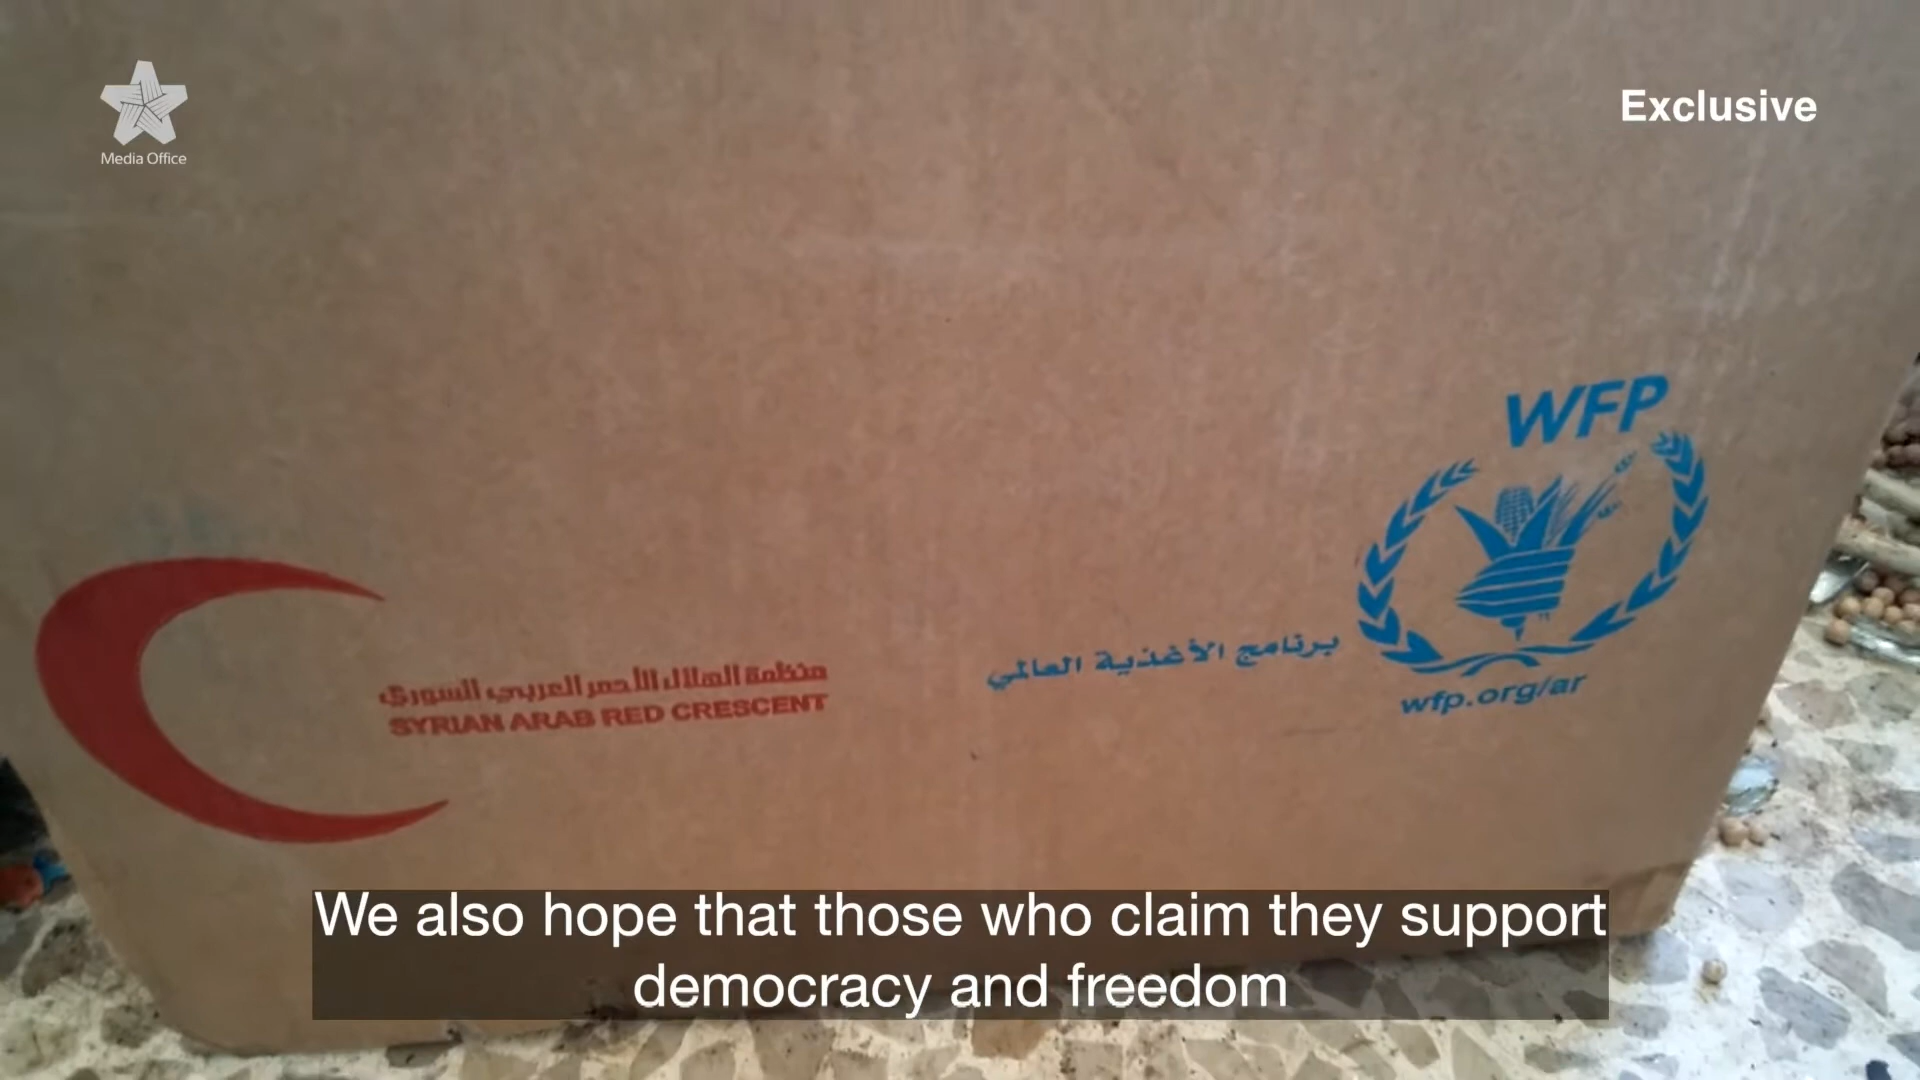 Media Office
Exclusive
WFP
برنامج الأغذية العالمي
wfp.org/ar
منظمة الهلال الأحمر العربي السوري
SYRIAN ARAB RED CRESCENT
We also hope that those who claim they support
democracy and freedom